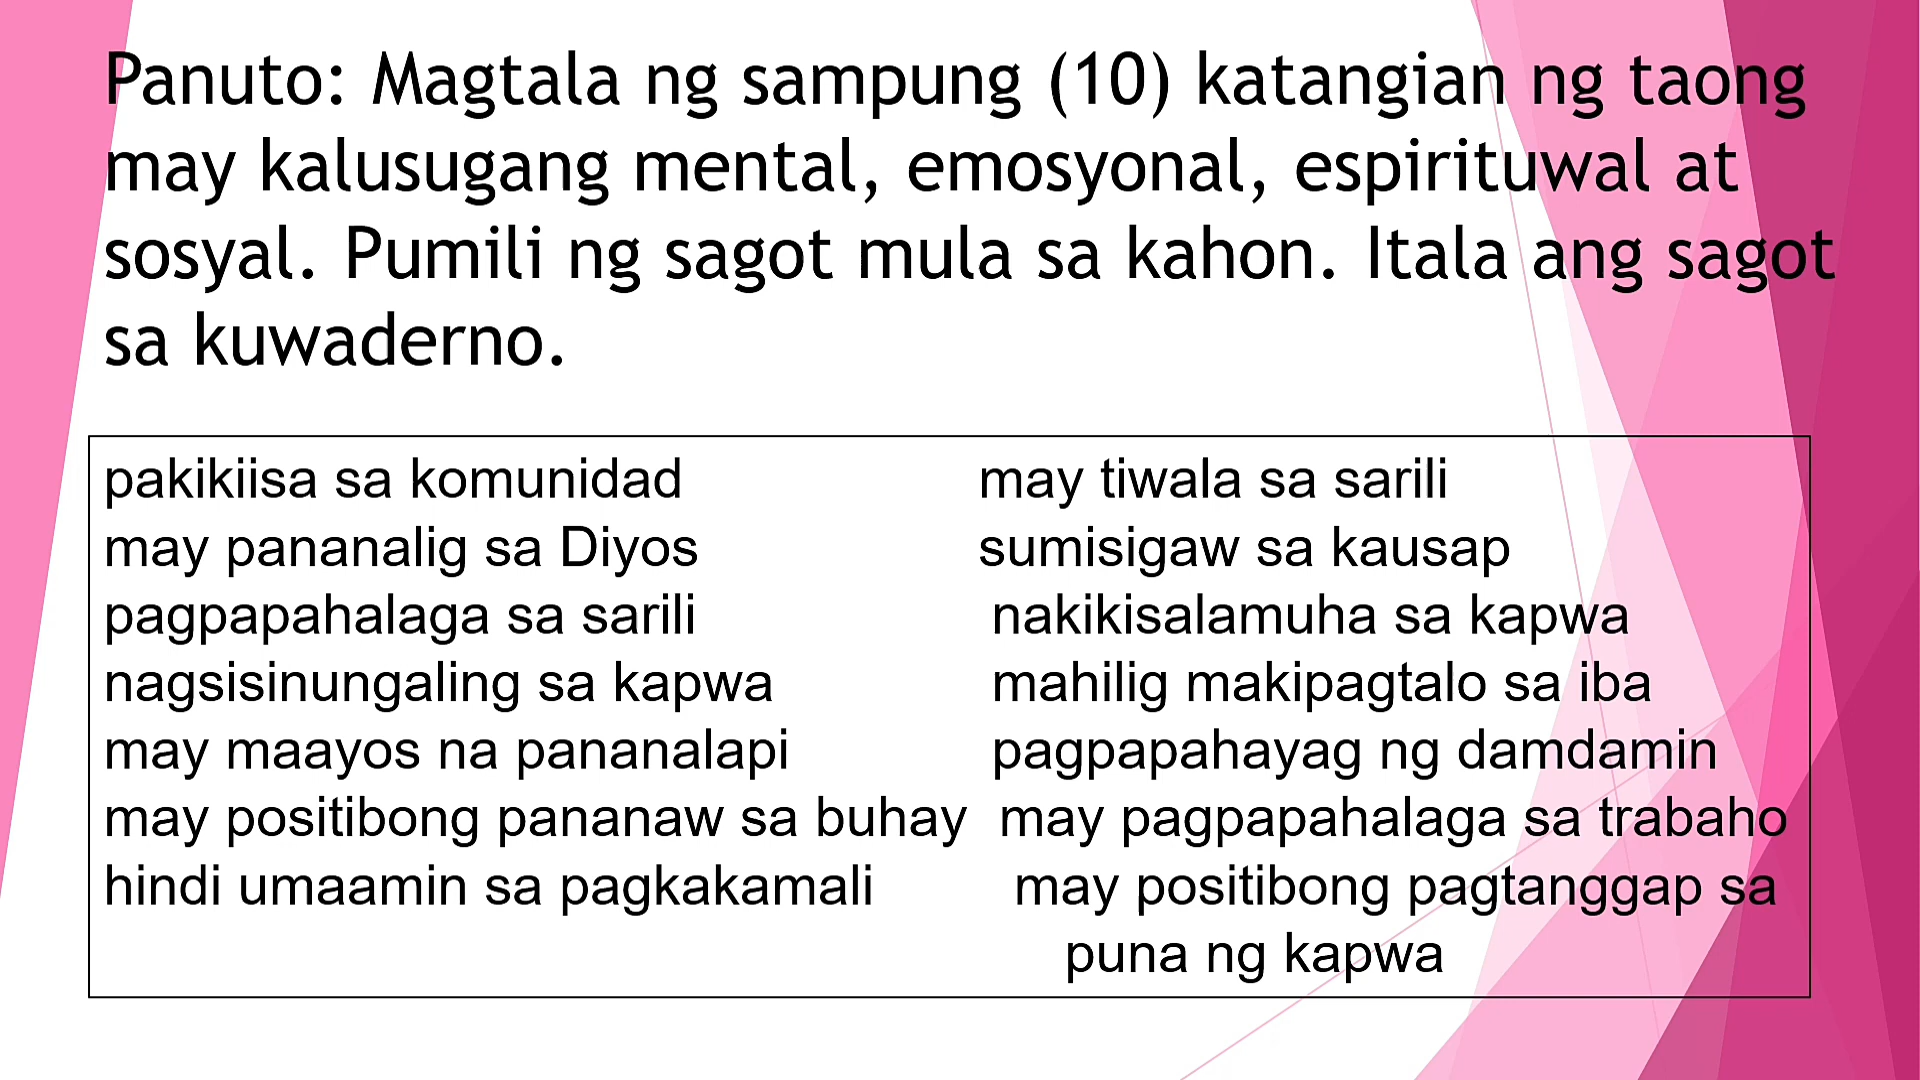 Panuto: Magtala ng sampung (10) katangian ng taong
may kalusugang mental, emosyonal, espirituwal at
sosyal. Pumili ng sagot mula sa kahon. Itala ang sagot
sa kuwaderno.
pakikiisa sa komunidad may tiwala sa sarili
may pananalig sa Diyos sumisigaw sa kausap
pagpapahalaga sa sarili nakikisalamuha sa kapwa
nagsisinungaling sa kapwa mahilig makipagtalo sa iba
may maayos na pananalapi pagpapahayag ng damdamin
may positibong pananaw sa buhay may pagpapahalaga sa trabaho
hindi umaamin sa pagkakamali may positibong pagtanggap sa
puna ng kapwa